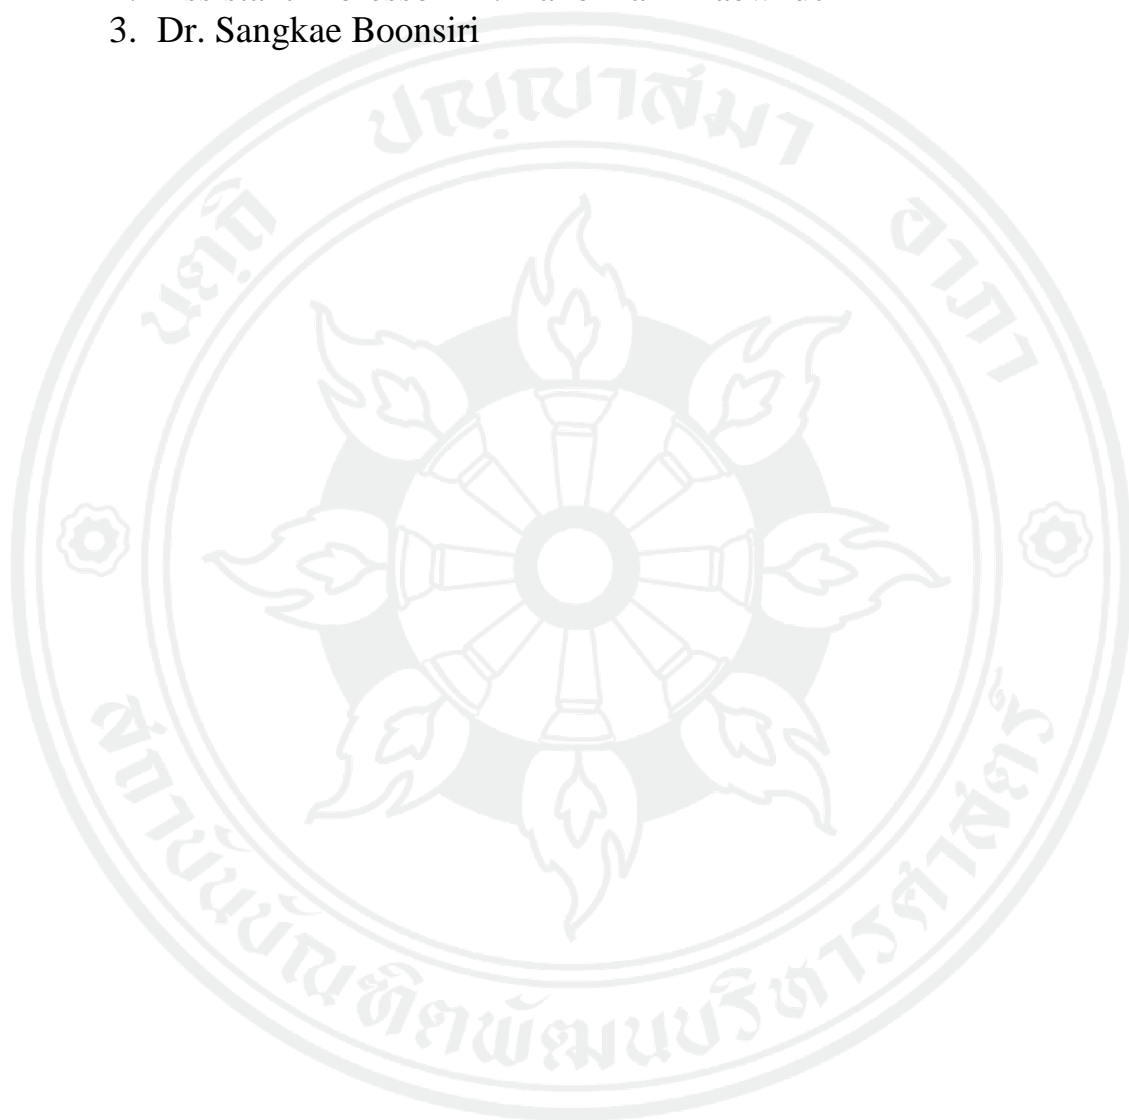 3. Dr. Sangkae Boonsiri
นตฺถิ ปญฺญาสมา อาภา
สถาบันบัณฑิตพัฒนบริหารศาสตร์